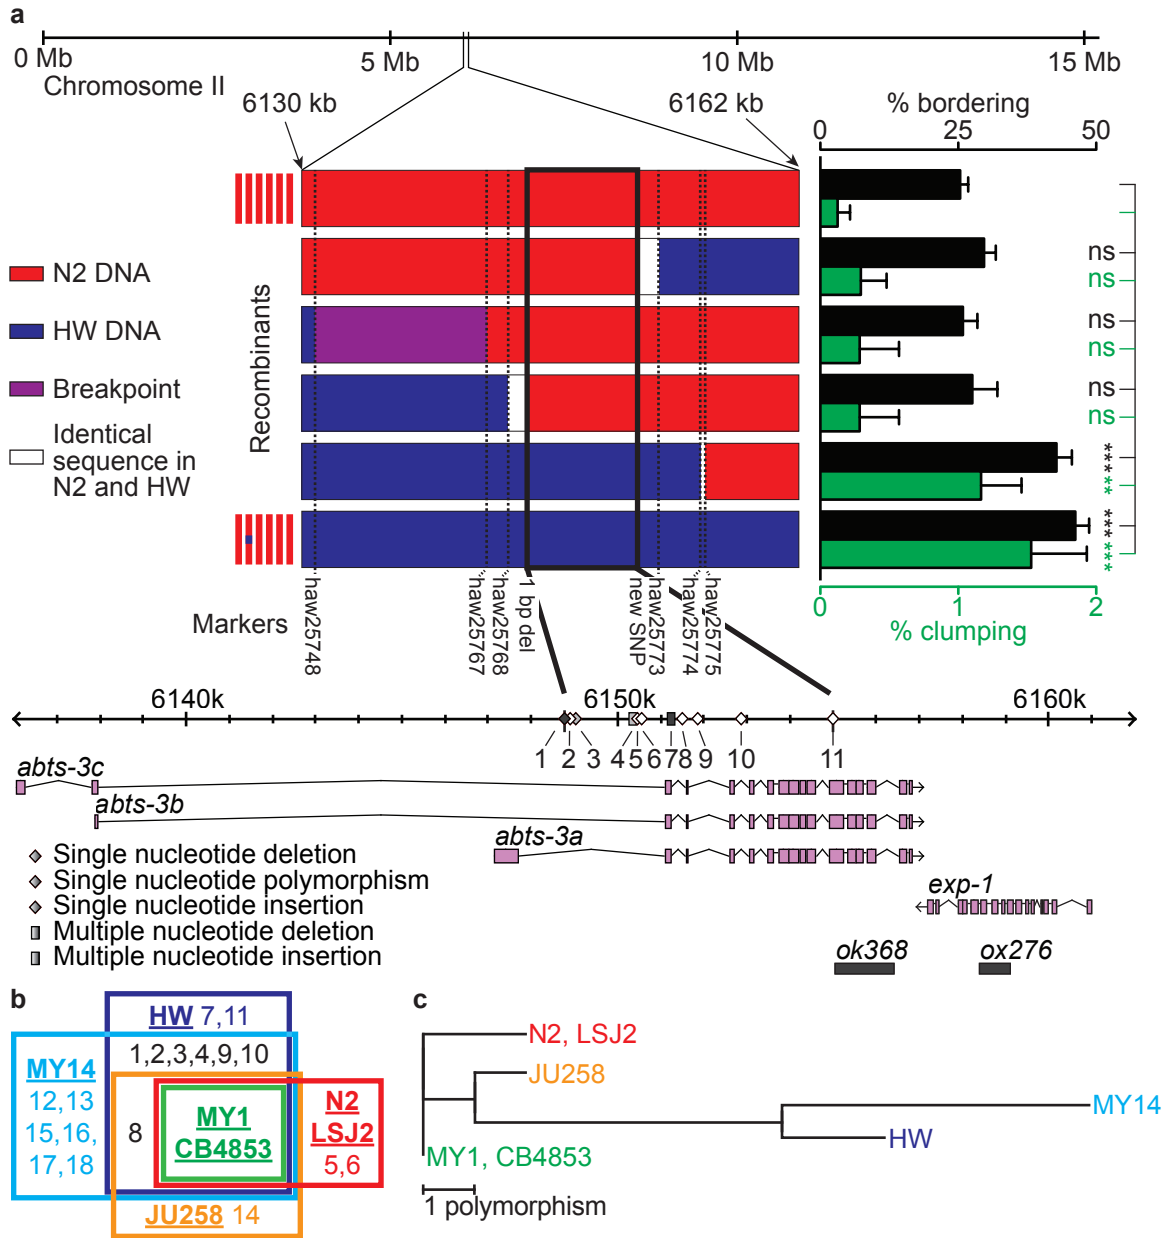 a
0 Mb
5 Mb
10 Mb
15 Mb
Chromosome II
6130 kb
6162 kb
% bordering
0
25
50
N2 DNA
HW DNA
Breakpoint
Identical
sequence in
N2 and HW
Recombinants
ns
ns
ns
ns
ns
ns
****
**
***
***
0
1
2
% clumping
Markers
haw25748
haw25767
haw25768
1 bp del
new SNP
haw25773
haw25774
haw25775
6140k
6150k
6160k
1 2 3 4 5 6 7 8 9 10 11
abts-3c
abts-3b
abts-3a
exp-1
ok368
ox276
Single nucleotide deletion
Single nucleotide polymorphism
Single nucleotide insertion
Multiple nucleotide deletion
Multiple nucleotide insertion
b
HW 7,11
1,2,3,4,9,10
MY14
12,13
15,16,
17,18
8
MY1
CB4853
N2
LSJ2
5,6
JU258 14
c
N2, LSJ2
JU258
MY14
HW
MY1, CB4853
1 polymorphism